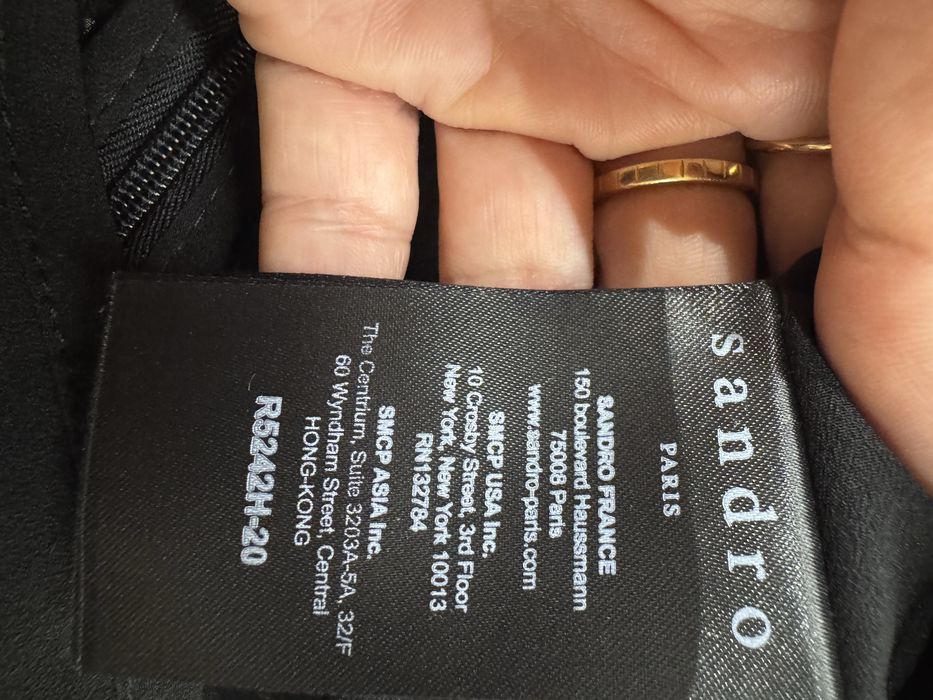 sandro
PARIS
SANDRO FRANCE
150 boulevard Haussmann
75008 Paris
www.sandro-paris.com
SMCP USA Inc.
10 Crosby Street, 3rd Floor
New York, New York 10013
RN132784
SMCP ASIA Inc.
The Centrium, Suite 3203A-5A, 32/F
60 Wyndham Street, Central
HONG-KONG
R5242H-20